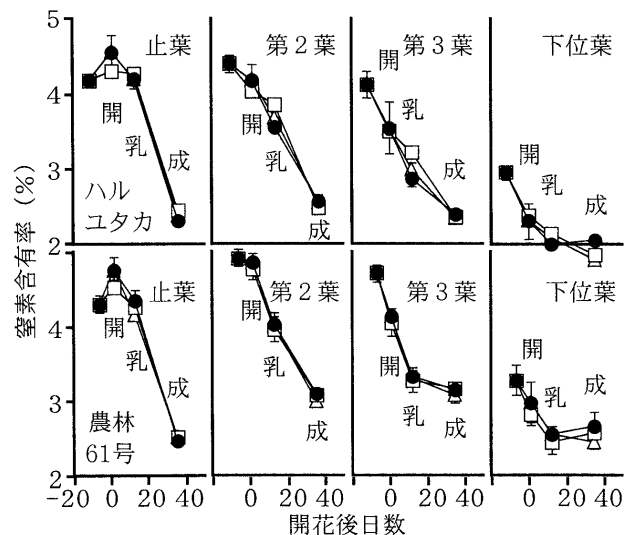 窒素含有率 (%)
5
4
3
2
止葉
開
乳
成
ハル
ユタカ
第2葉
開
乳
成
第3葉
開
乳
成
下位葉
開
乳
成
5
4
3
2
止葉
開
乳
成
農林
61号
第2葉
開
乳
成
第3葉
開
乳
成
下位葉
開
乳
成
-20 0 20 40 0 20 40 0 20 40 0 20 40
開花後日数